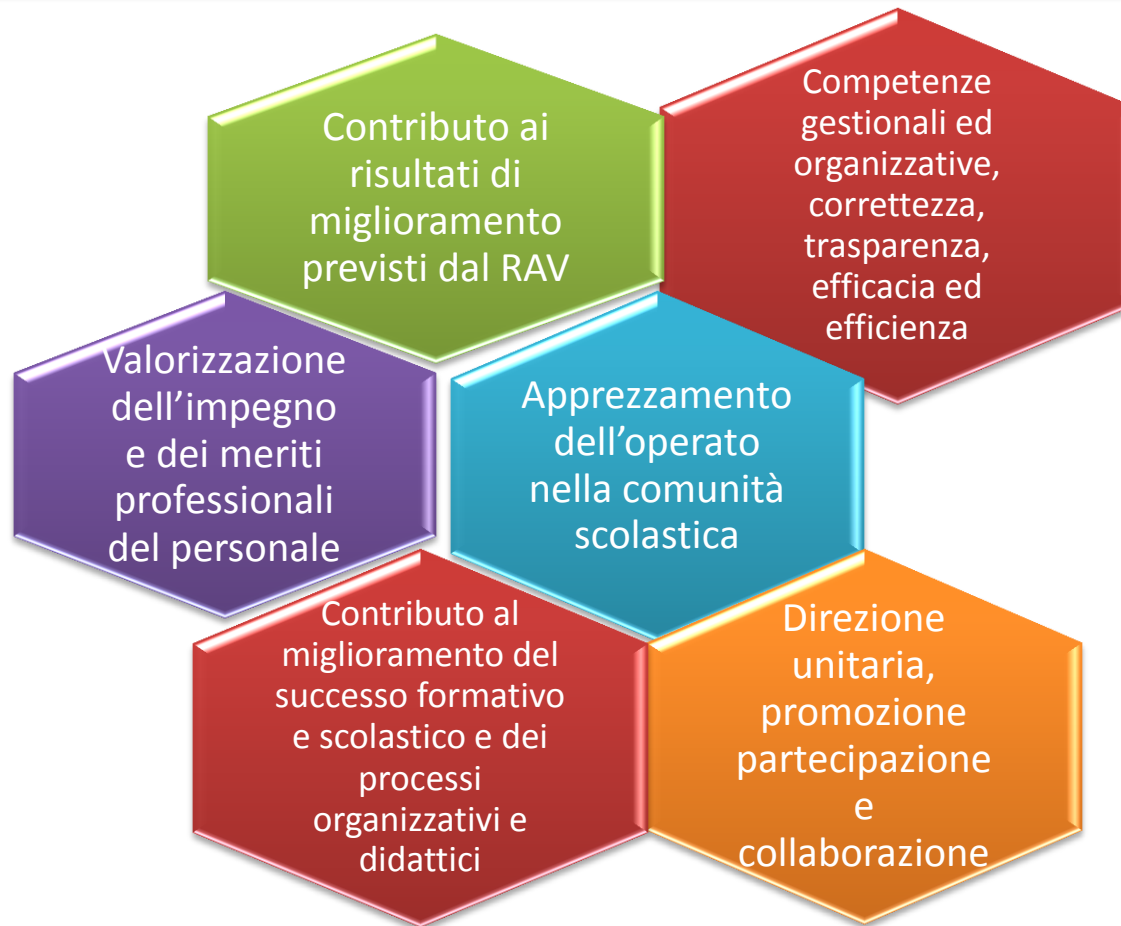 Contributo ai
risultati di
miglioramento
previsti dal RAV
Competenze
gestionali ed
organizzative,
correttezza,
trasparenza,
efficacia ed
efficienza
Valorizzazione
dell’impegno
e dei meriti
professionali
del personale
Apprezzamento
dell’operato
nella comunità
scolastica
Contributo al
miglioramento del
successo formativo
e scolastico e dei
processi
organizzativi e
didattici
Direzione
unitaria,
promozione
partecipazione
e
collaborazione